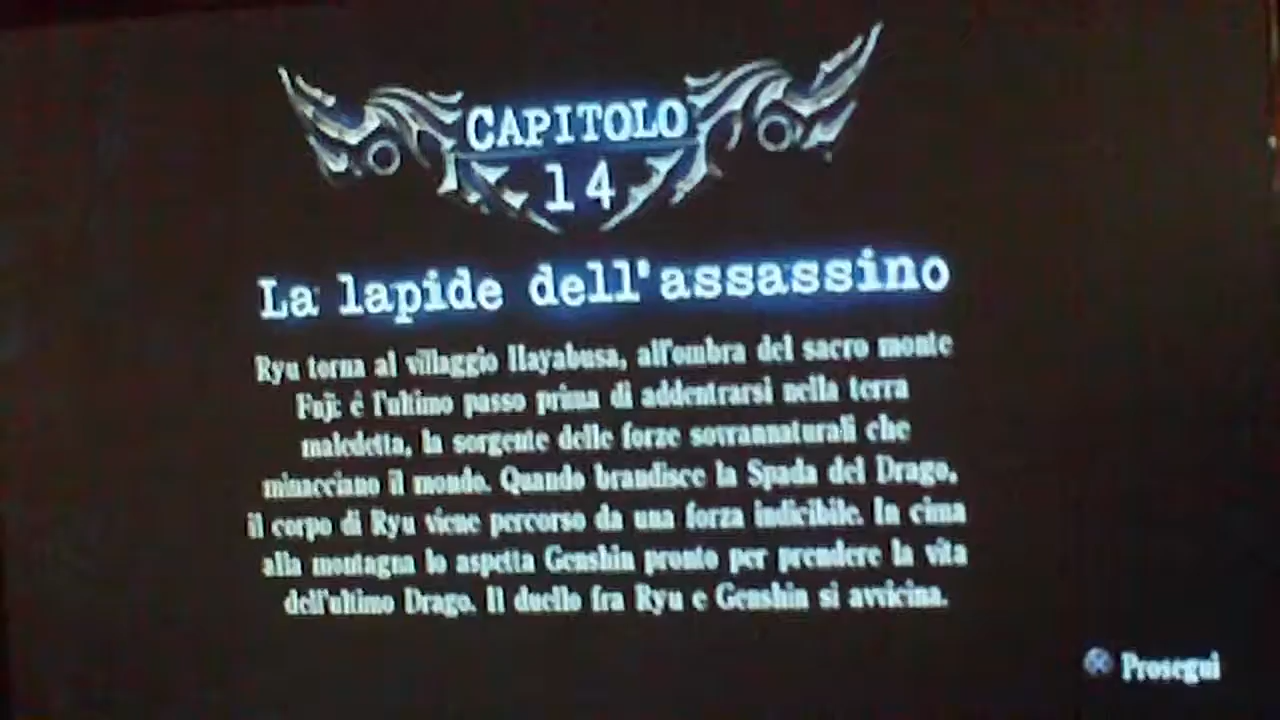 CAPITOLO
14
La lapide dell'assassino
Ryu torna al villaggio Hayabusa, all'ombra del sacro monte
Fuji: è l'ultimo passo prima di addentrarsi nella terra
maledetta, la sorgente delle forze sovrannaturali che
minacciano il mondo. Quando brandisce la Spada del Drago,
il corpo di Ryu viene percorso da una forza indicibile. In cima
alla montagna lo aspetta Genshin pronto per prendere la vita
dell'ultimo Drago. Il duello fra Ryu e Genshin si avvicina.
Prosegui